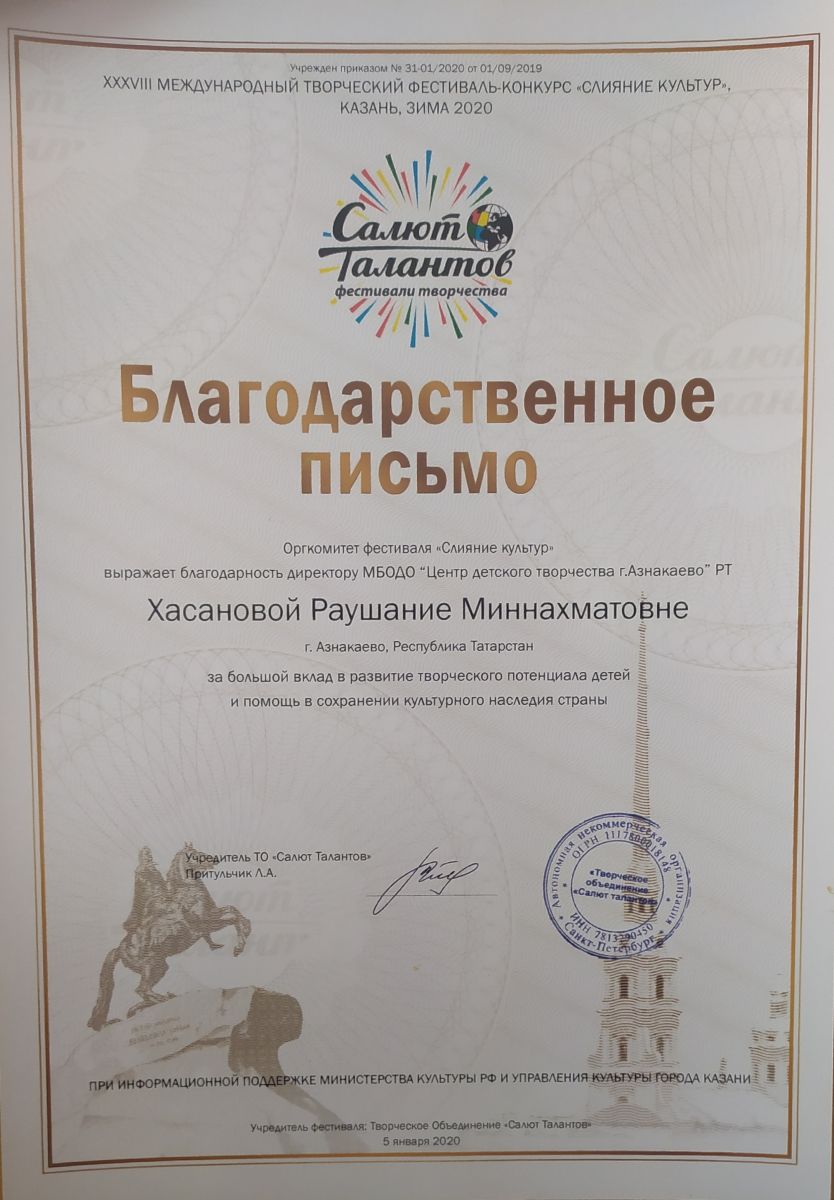 Учрежден приказом № 31-01/2020 от 01/09/2019
XXXVIII МЕЖДУНАРОДНЫЙ ТВОРЧЕСКИЙ ФЕСТИВАЛЬ-КОНКУРС «СЛИЯНИЕ КУЛЬТУР»,
КАЗАНЬ, ЗИМА 2020
Салют
Талантов
фестивали творчества
Благодарственное
письмо
Оргкомитет фестиваля «Слияние культур»
выражает благодарность директору МБОДО “Центр детского творчества г.Азнакаево” РТ
Хасановой Раушание Миннахматовне
г. Азнакаево, Республика Татарстан
за большой вклад в развитие творческого потенциала детей
и помощь в сохранении культурного наследия страны
Учредитель ТО «Салют Талантов»
Притульчик Л.А.
Автономная некоммерческая организация
ОГРН 1117800018148
«Творческое
объединение
«Салют талантов»
ИНН 7813290450
Санкт-Петербург
ПРИ ИНФОРМАЦИОННОЙ ПОДДЕРЖКЕ МИНИСТЕРСТВА КУЛЬТУРЫ РФ И УПРАВЛЕНИЯ КУЛЬТУРЫ ГОРОДА КАЗАНИ
Учредитель фестиваля: Творческое Объединение «Салют Талантов»
5 января 2020